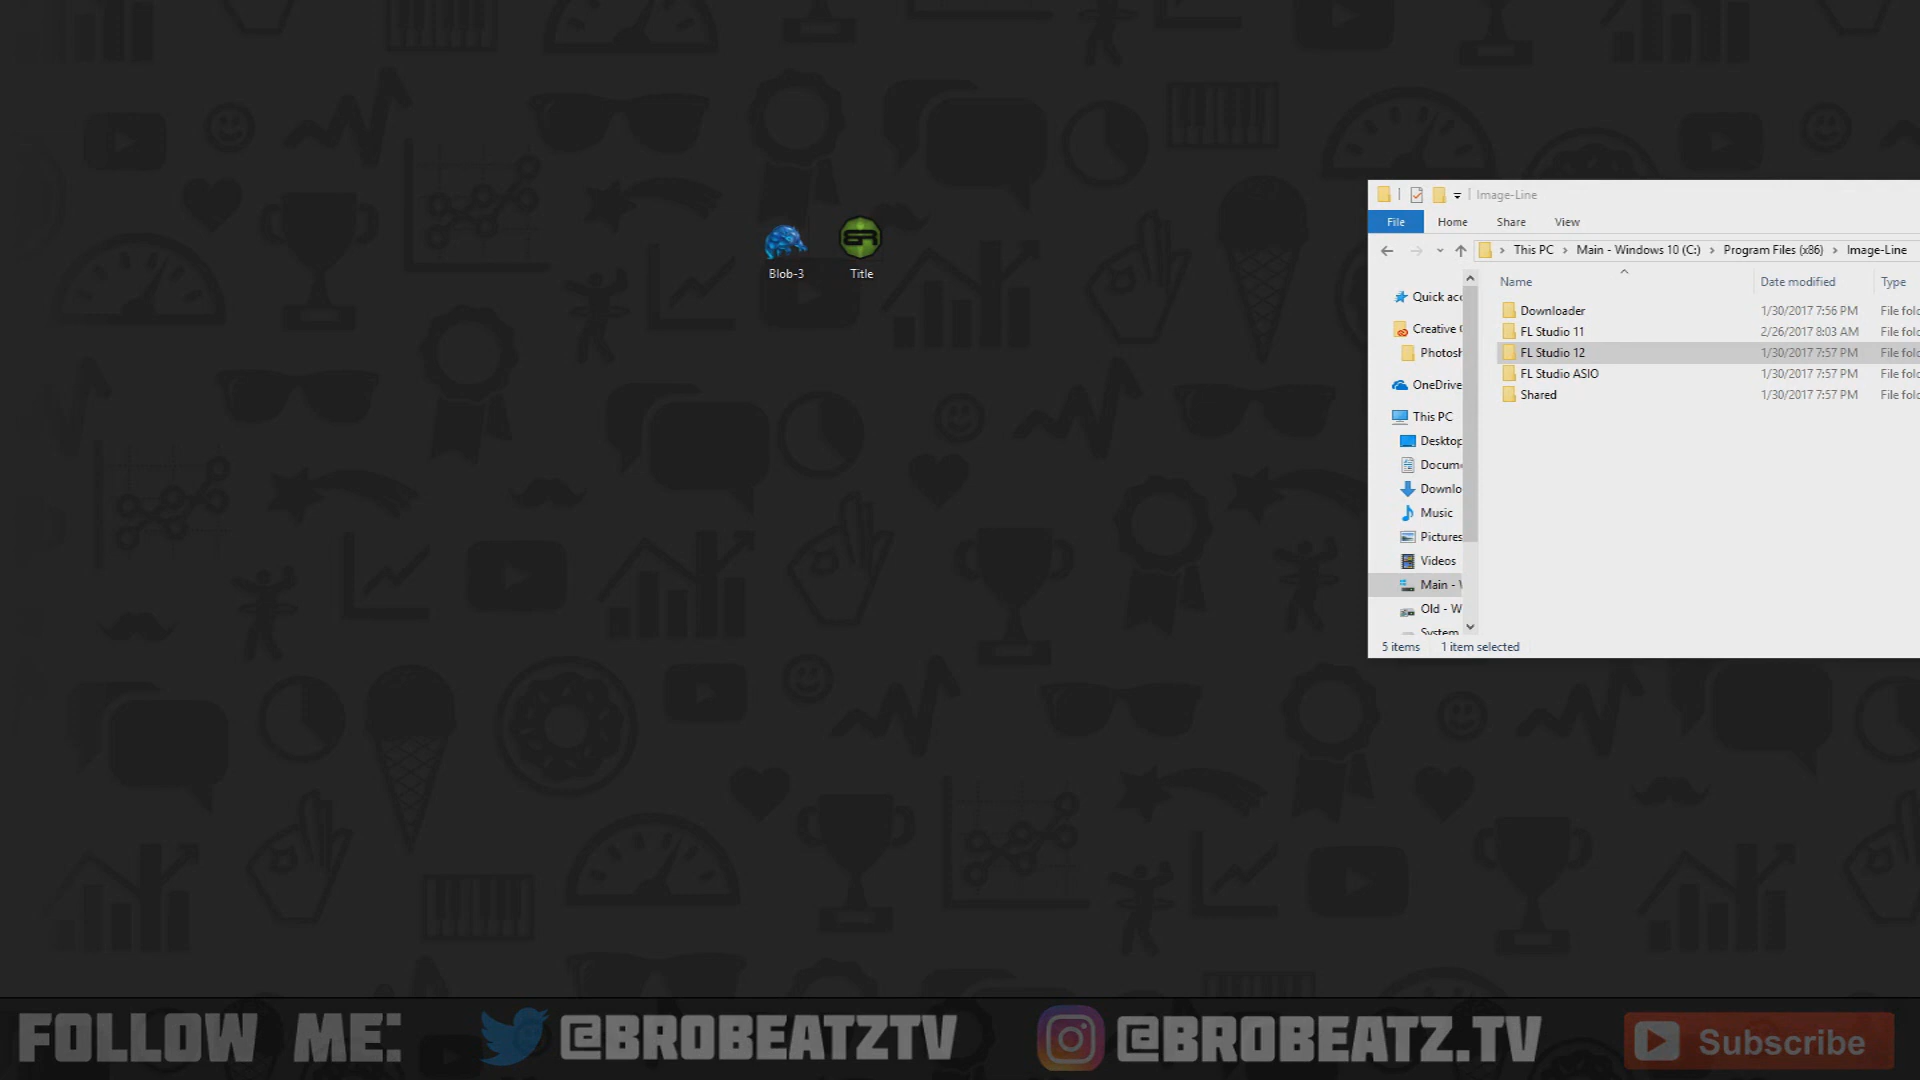 Blob-3
Title
Image-Line
File Home Share View
This PC Main - Windows 10 (C:) Program Files (x86) Image-Line
Name Date modified Type
Quick acc
Creative
Photosh
OneDrive
This PC
Desktop
Docum
Downlo
Music
Pictures
Videos
Main -
Old - W
System
Downloader 1/30/2017 7:56 PM File fold
FL Studio 11 2/26/2017 8:03 AM File fold
FL Studio 12 1/30/2017 7:57 PM File fold
FL Studio ASIO 1/30/2017 7:57 PM File fold
Shared 1/30/2017 7:57 PM File fold
5 items 1 item selected
FOLLOW ME: @BROBEATZTV @BROBEATZ.TV Subscribe